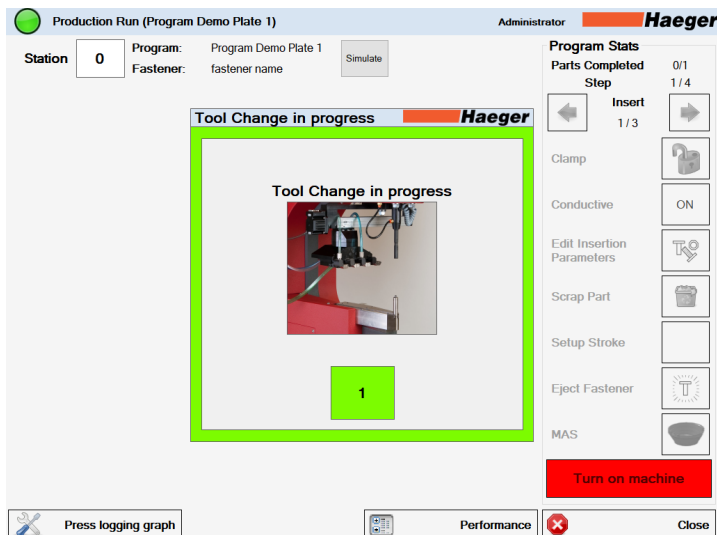 Production Run (Program Demo Plate 1)
Administrator
Haeger
Station
0
Program:
Program Demo Plate 1
Fastener:
fastener name
Simulate
Tool Change in progress
Haeger
Tool Change in progress
1
Program Stats
Parts Completed
0/1
Step
1 / 4
Insert
1 / 3
Clamp
Conductive
ON
Edit Insertion
Parameters
Scrap Part
Setup Stroke
Eject Fastener
MAS
Turn on machine
Press logging graph
Performance
Close